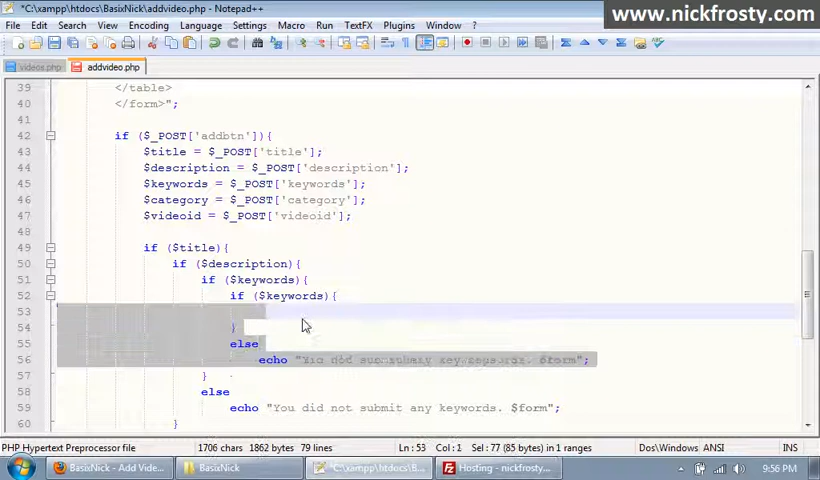 *C:\xampp\htdocs\BasixNick\addvideo.php - Notepad++
www.nickfrosty.com
File Edit Search View Encoding Language Settings Macro Run TextFX Plugins Window ?
videos.php addvideo.php
39 </table>
40 </form>";
41
42 if ($_POST['addbtn']){
43 $title = $_POST['title'];
44 $description = $_POST['description'];
45 $keywords = $_POST['keywords'];
46 $category = $_POST['category'];
47 $videoid = $_POST['videoid'];
48
49 if ($title){
50 if ($description){
51 if ($keywords){
52 if ($keywords){
53
54 }
55 else
56 echo " $form";
57 }
58 else
59 echo "You did not submit any keywords. $form";
60 }
PHP Hypertext Preprocessor file 1706 chars 1862 bytes 79 lines Ln : 53 Col : 1 Sel : 77 (85 bytes) in 1 ranges Dos\Windows ANSI INS
BasixNick - Add Vide... BasixNick *C:\xampp\htdocs\B... Hosting - nickfrosty... 9:56 PM